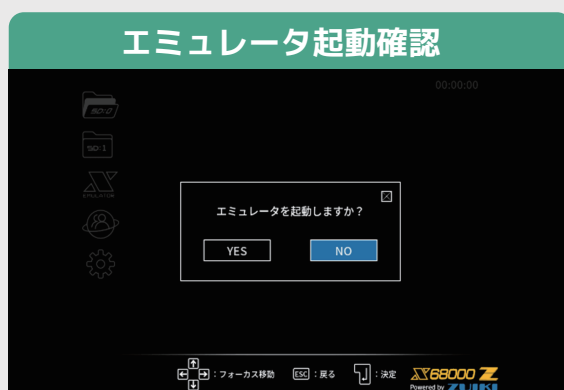 エミュレータ起動確認
00:00:00
SD:0
SD:1
EMULATOR
エミュレータを起動しますか？
YES
NO
:フォーカス移動
ESC :戻る
:決定
X68000 Z
Powered by ZUIKI